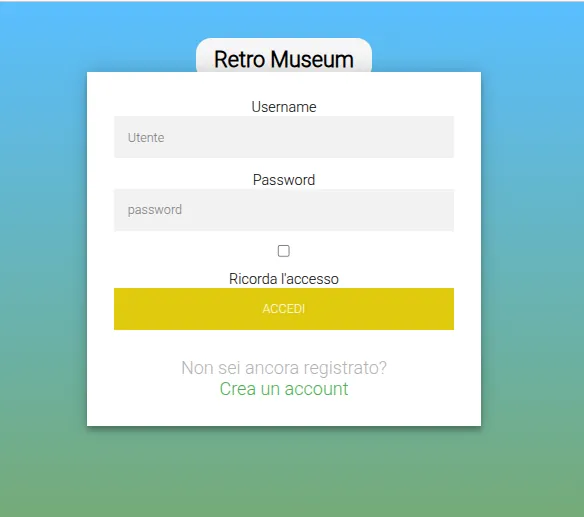 Retro Museum
Username
Utente
Password
password
Ricorda l'accesso
ACCEDI
Non sei ancora registrato?
Crea un account